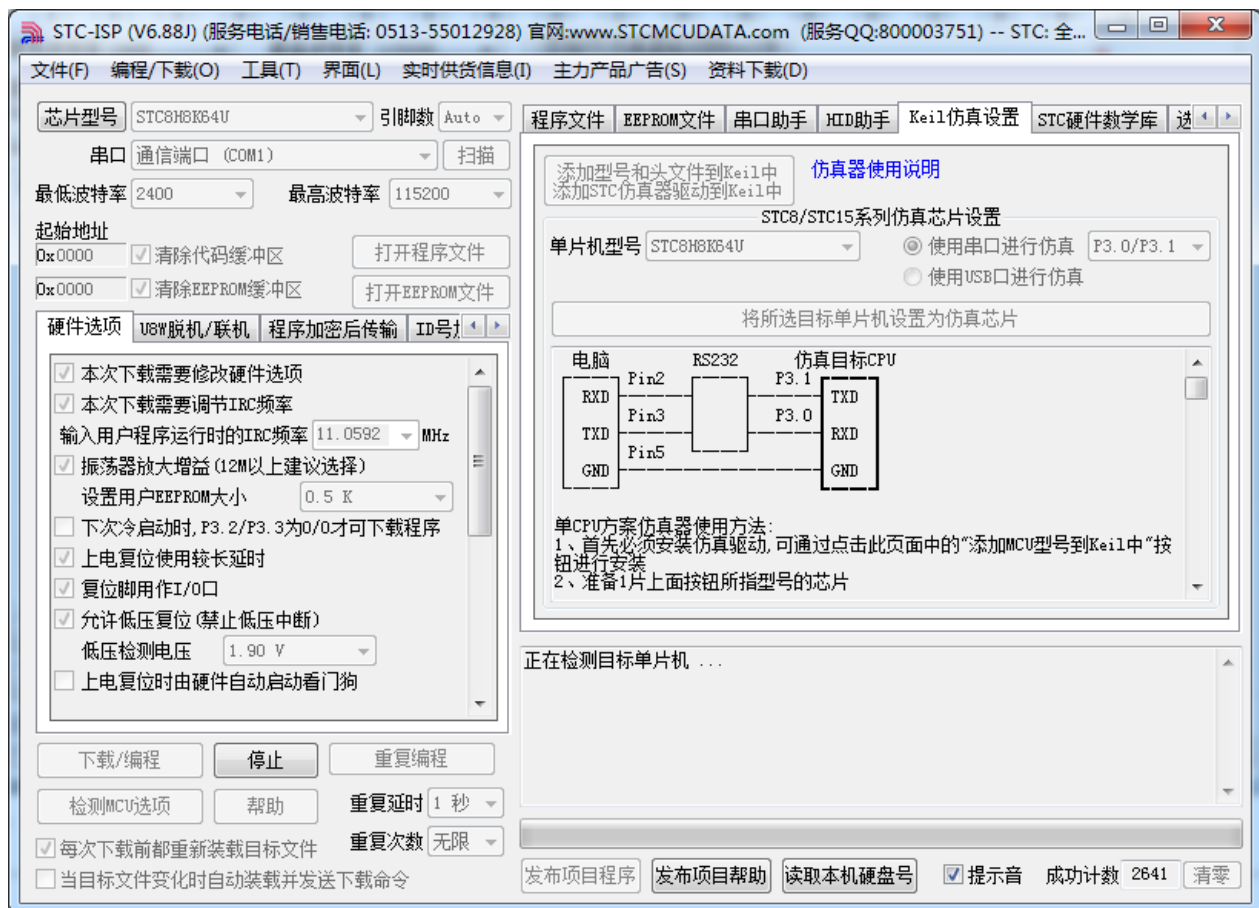 STC-ISP (V6.88J) (服务电话/销售电话: 0513-55012928) 官网:www.STCMCUDATA.com (服务QQ:800003751) -- STC: 全...
文件(F) 编程/下载(O) 工具(T) 界面(L) 实时供货信息(I) 主力产品广告(S) 资料下载(D)
芯片型号 STC8H8K64U 引脚数 Auto
串口 通信端口 (COM1) 扫描
最低波特率 2400 最高波特率 115200
起始地址
0x0000 清除代码缓冲区 打开程序文件
0x0000 清除EEPROM缓冲区 打开EEPROM文件
硬件选项 U8W脱机/联机 程序加密后传输 ID号
本次下载需要修改硬件选项
本次下载需要调节IRC频率
输入用户程序运行时的IRC频率 11.0592 MHz
振荡器放大增益(12M以上建议选择)
设置用户EEPROM大小 0.5 K
下次冷启动时,P3.2/P3.3为0/0才可下载程序
上电复位使用较长延时
复位脚用作I/O口
允许低压复位(禁止低压中断)
低压检测电压 1.90 V
上电复位时由硬件自动启动看门狗
下载/编程 停止 重复编程
检测MCU选项 帮助 重复延时 1 秒
重复次数 无限
每次下载前都重新装载目标文件
当目标文件变化时自动装载并发送下载命令
程序文件 EEPROM文件 串口助手 HID助手 Keil仿真设置 STC硬件数学库 选
添加型号和头文件到Keil中
添加STC仿真器驱动到Keil中
仿真器使用说明
STC8/STC15系列仿真芯片设置
单片机型号 STC8H8K64U 使用串口进行仿真 P3.0/P3.1
使用USB口进行仿真
将所选目标单片机设置为仿真芯片
电脑 RS232 仿真目标CPU
Pin2 P3.1
RXD TXD
Pin3 P3.0
TXD RXD
Pin5
GND GND
单CPU方案仿真器使用方法:
1、首先必须安装仿真驱动,可通过点击此页面中的“添加MCU型号到Keil中“按
钮进行安装
2、准备1片上面按钮所指型号的芯片
正在检测目标单片机 ...
发布项目程序 发布项目帮助 读取本机硬盘号 提示音 成功计数 2641 清零